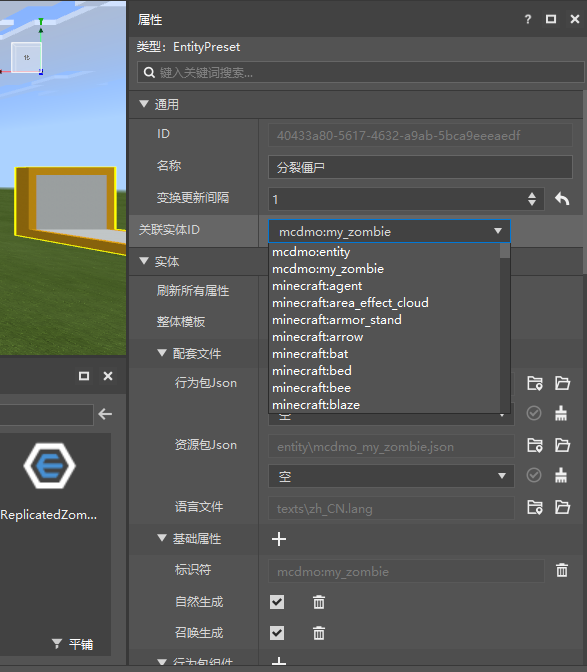 属性
类型: EntityPreset
键入关键词搜索...
通用
ID
40433a80-5617-4632-a9ab-5bca9eeeaedf
名称
分裂僵尸
变换更新间隔
1
关联实体ID
mcdmo:my_zombie
mcdmo:entity
mcdmo:my_zombie
minecraft:agent
minecraft:area_effect_cloud
minecraft:armor_stand
minecraft:arrow
minecraft:bat
minecraft:bed
minecraft:bee
minecraft:blaze
实体
刷新所有属性
整体模板
配套文件
行为包Json
空
资源包Json
entity\mcdmo_my_zombie.json
空
语言文件
texts\zh_CN.lang
基础属性
标识符
mcdmo:my_zombie
自然生成
召唤生成
行为包组件
ReplicatedZom...
平铺